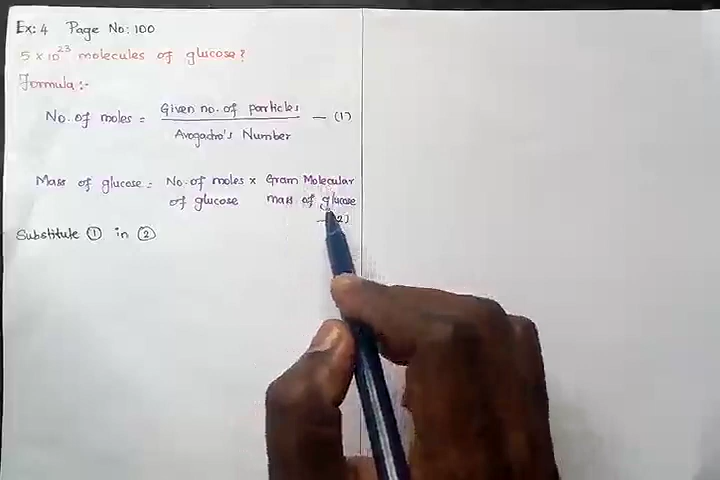 Ex: 4 Page No: 100
5 x 10²³ molecules of glucose?
Formula:-
No. of moles = Given no. of particles — (1)
Avogadro's Number
Mass of glucose = No. of moles x Gram Molecular
of glucose mass of glucose
— (2)
Substitute ① in ②